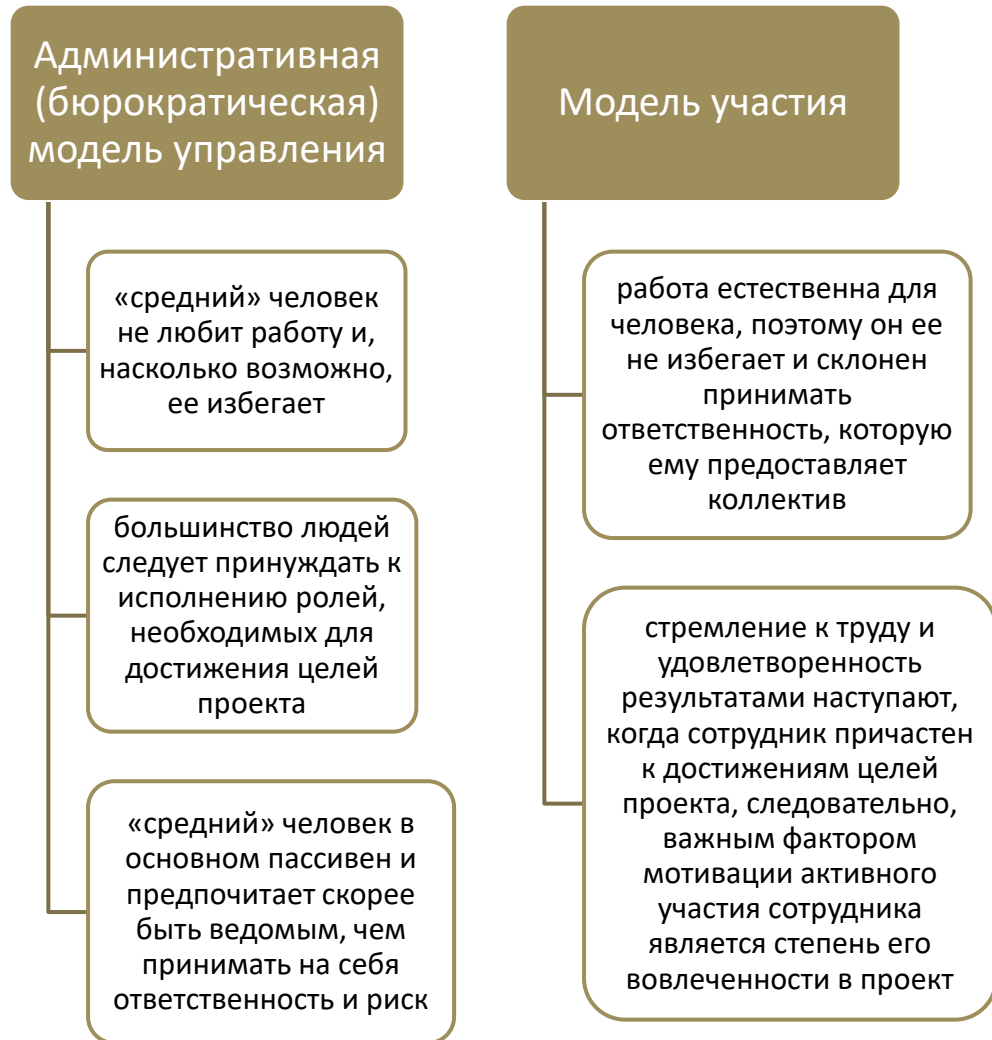 Административная
(бюрократическая)
модель управления
«средний» человек
не любит работу и,
насколько возможно,
ее избегает
большинство людей
следует принуждать к
исполнению ролей,
необходимых для
достижения целей
проекта
«средний» человек в
основном пассивен и
предпочитает скорее
быть ведомым, чем
принимать на себя
ответственность и риск
Модель участия
работа естественна для
человека, поэтому он ее
не избегает и склонен
принимать
ответственность, которую
ему предоставляет
коллектив
стремление к труду и
удовлетворенность
результатами наступают,
когда сотрудник причастен
к достижениям целей
проекта, следовательно,
важным фактором
мотивации активного
участия сотрудника
является степень его
вовлеченности в проект